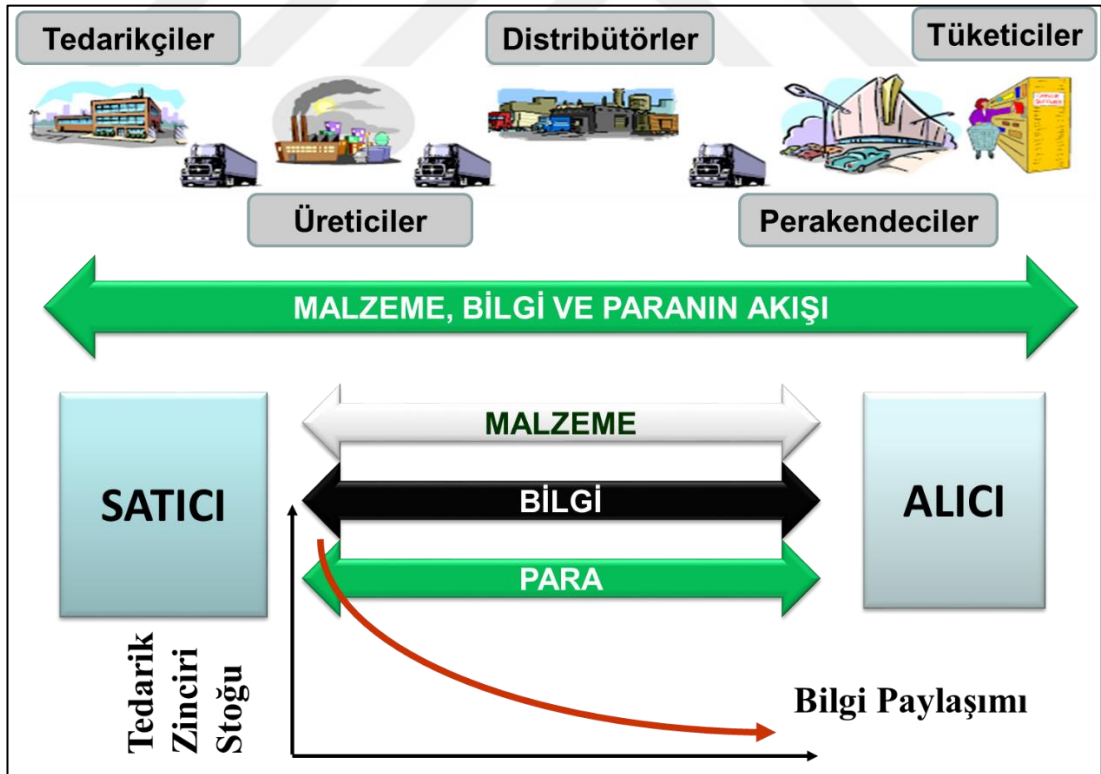 Tedarikçiler
Distribütörler
Tüketiciler
Üreticiler
Perakendeciler
MALZEME, BİLGİ VE PARANIN AKIŞI
SATICI
MALZEME
BİLGİ
PARA
ALICI
Tedarik
Zinciri
Stoğu
Bilgi Paylaşımı